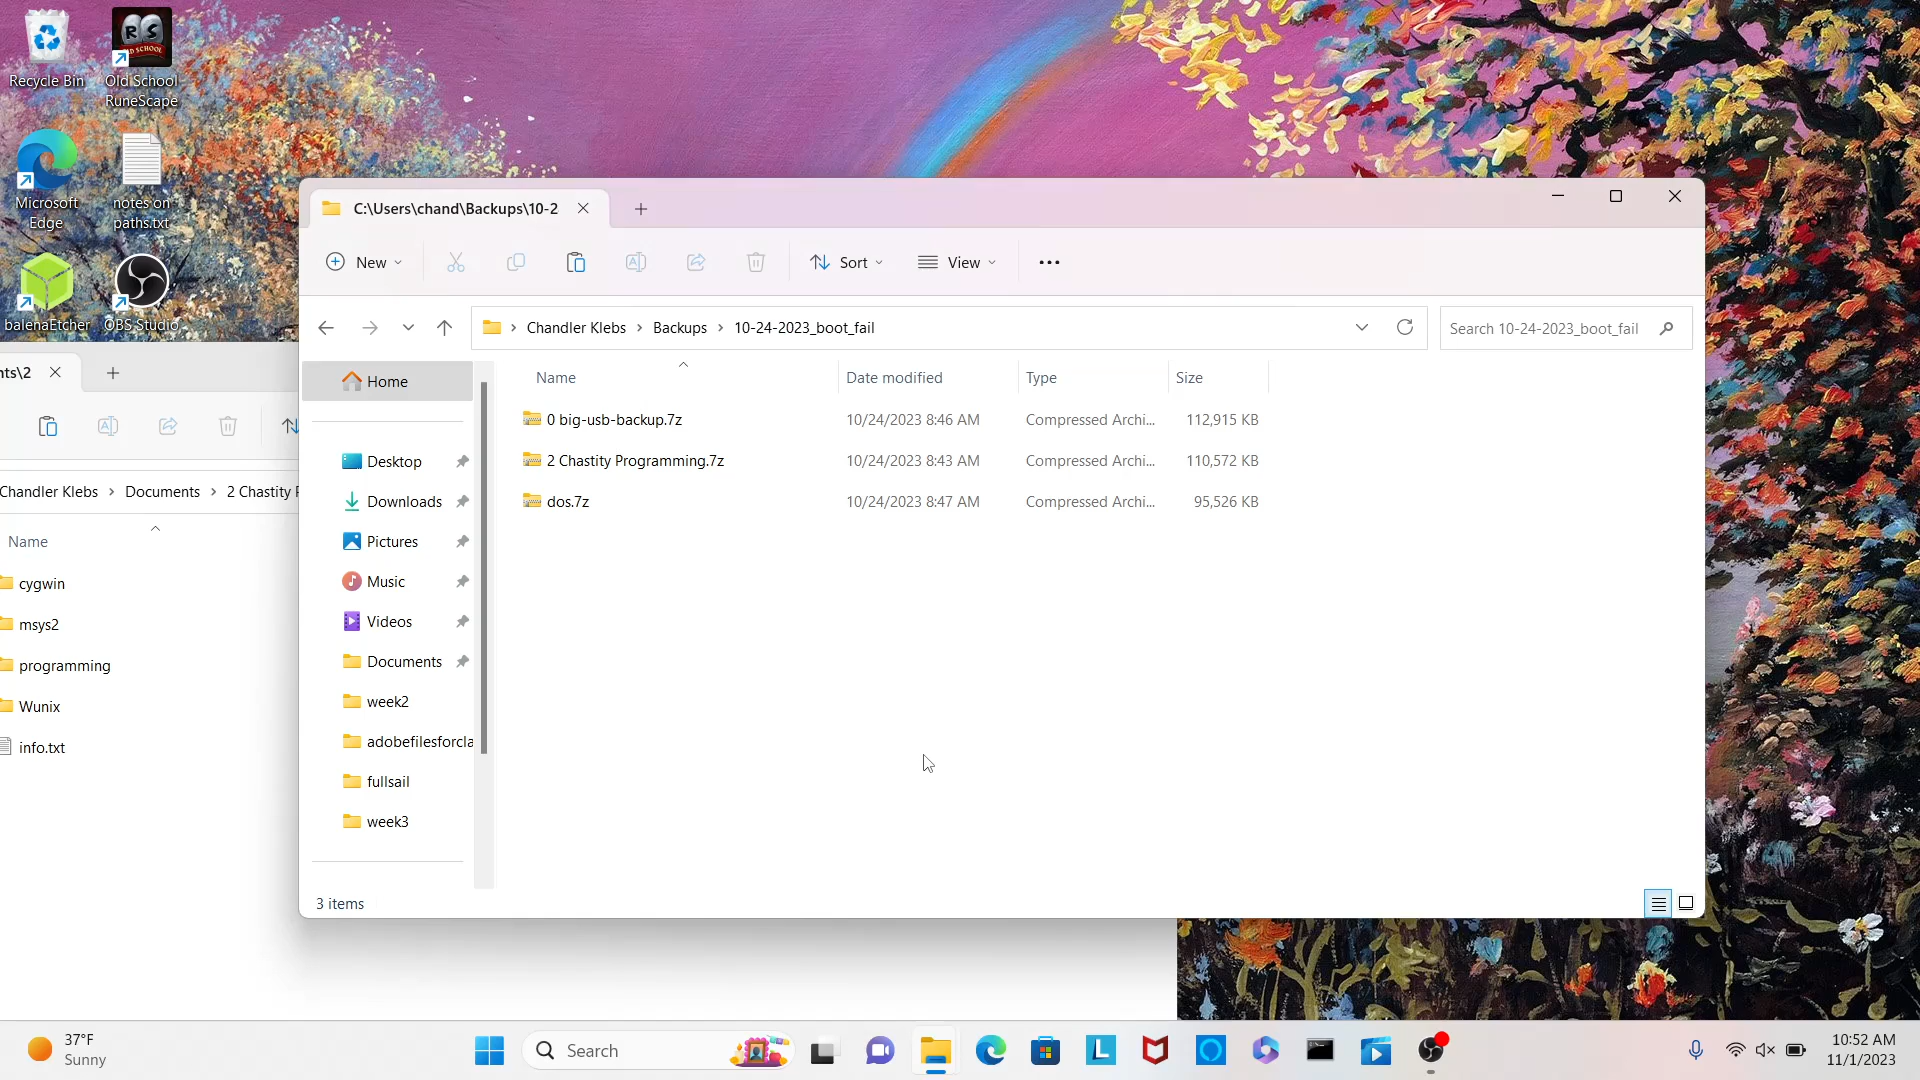 Recycle Bin
Old School
RuneScape
Microsoft
Edge
notes on
paths.txt
balenaEtcher
OBS Studio
C:\Users\chand\Backups\10-2
New
Sort
View
Chandler Klebs
Backups
10-24-2023_boot_fail
Search 10-24-2023_boot_fail
Home
Desktop
Downloads
Pictures
Music
Videos
Documents
week2
adobefilesforcla
fullsail
week3
Name Date modified Type Size
0 big-usb-backup.7z 10/24/2023 8:46 AM Compressed Archi... 112,915 KB
2 Chastity Programming.7z 10/24/2023 8:43 AM Compressed Archi... 110,572 KB
dos.7z 10/24/2023 8:47 AM Compressed Archi... 95,526 KB
3 items
nts\2
Chandler Klebs
Documents
2 Chastity P
Name
cygwin
msys2
programming
Wunix
info.txt
37°F
Sunny
Search
10:52 AM
11/1/2023